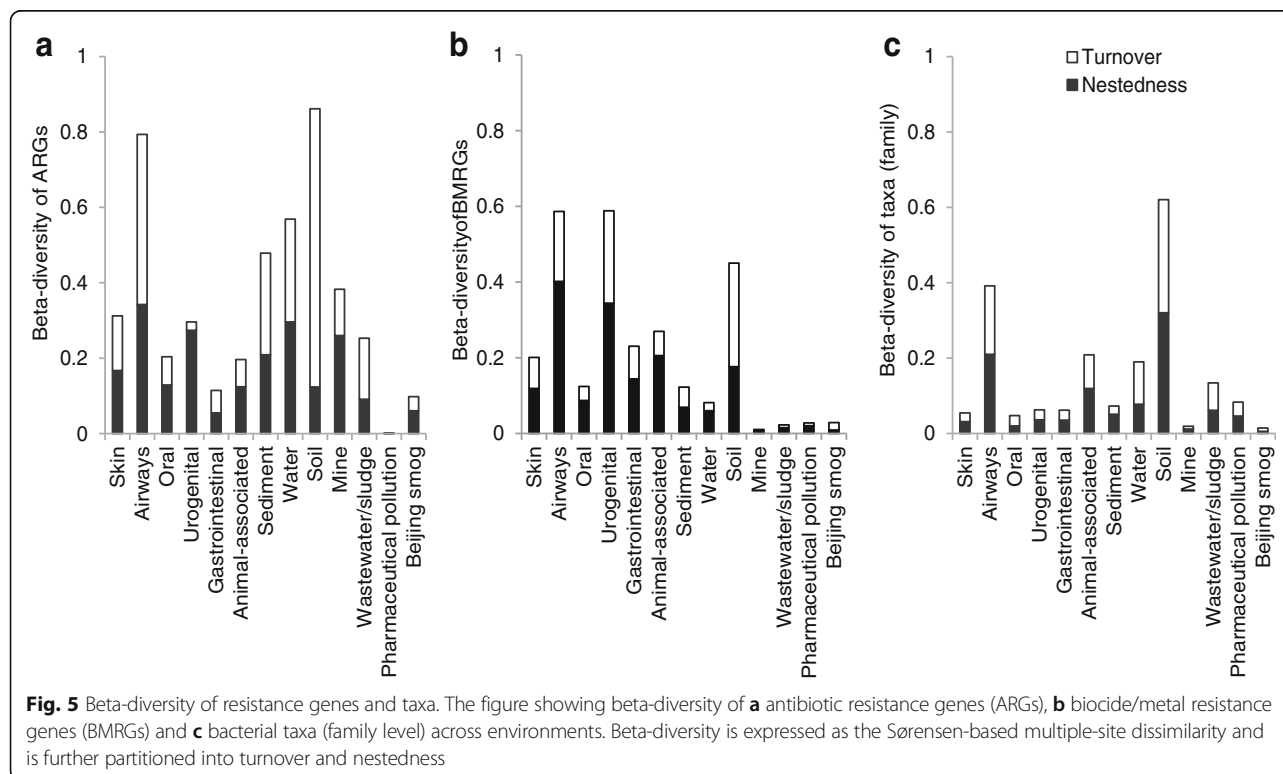 a
1
0.8
0.6
0.4
0.2
0
Beta-diversity of ARGs
Skin
Airways
Oral
Urogenital
Gastrointestinal
Animal-associated
Sediment
Water
Soil
Mine
Wastewater/sludge
Pharmaceutical pollution
Beijing smog
b
1
0.8
0.6
0.4
0.2
0
Beta-diversityofBMRGs
Skin
Airways
Oral
Urogenital
Gastrointestinal
Animal-associated
Sediment
Water
Soil
Mine
Wastewater/sludge
Pharmaceutical pollution
Beijing smog
c
1
0.8
0.6
0.4
0.2
0
Beta-diversity of taxa (family)
Turnover
Nestedness
Skin
Airways
Oral
Urogenital
Gastrointestinal
Animal-associated
Sediment
Water
Soil
Mine
Wastewater/sludge
Pharmaceutical pollution
Beijing smog
Fig. 5 Beta-diversity of resistance genes and taxa. The figure showing beta-diversity of a antibiotic resistance genes (ARGs), b biocide/metal resistance
genes (BMRGs) and c bacterial taxa (family level) across environments. Beta-diversity is expressed as the Sørensen-based multiple-site dissimilarity and
is further partitioned into turnover and nestedness